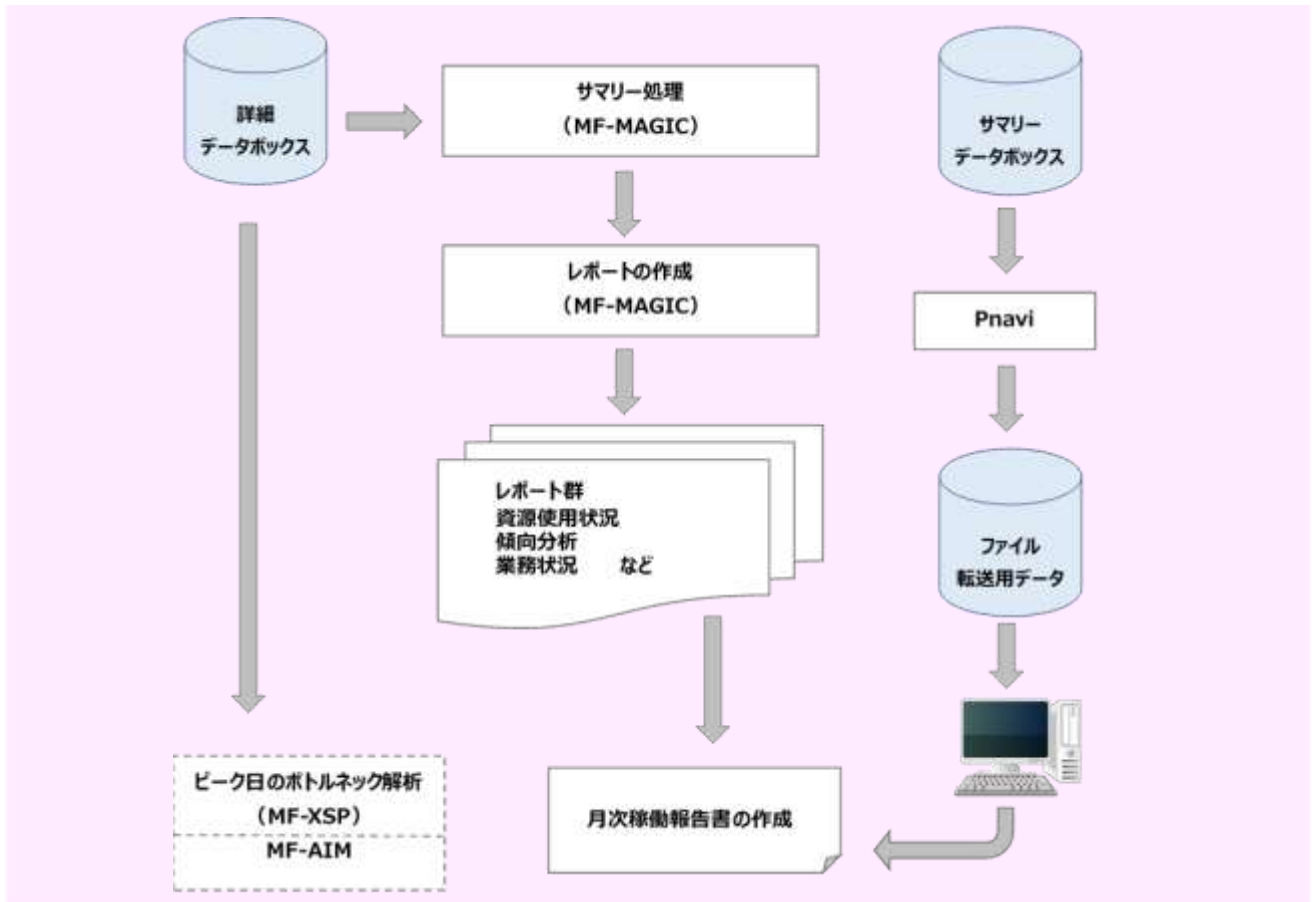 詳細
データボックス
サマリー処理
（MF-MAGIC）
サマリー
データボックス
レポートの作成
（MF-MAGIC）
Pnavi
レポート群
資源使用状況
傾向分析
業務状況　　など
ファイル
転送用データ
ピーク日のボトルネック解析
（MF-XSP）
MF-AIM
月次稼働報告書の作成